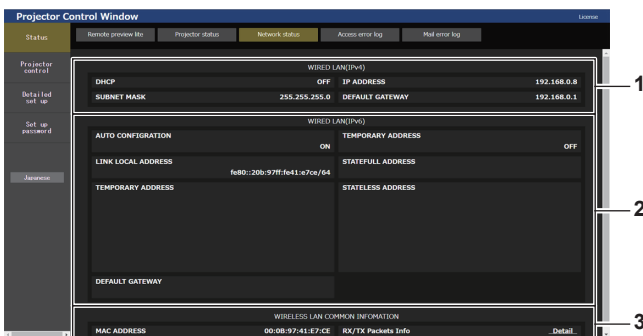 Projector Control Window
License
Status
Remote preview lite
Projector status
Network status
Access error log
Mail error log
Projector
control
Detailed
set up
Set up
password
Japanese
WIRED LAN(IPv4)
DHCP OFF IP ADDRESS 192.168.0.8
SUBNET MASK 255.255.255.0 DEFAULT GATEWAY 192.168.0.1
1
WIRED LAN(IPv6)
AUTO CONFIGRATION TEMPORARY ADDRESS
ON OFF
LINK LOCAL ADDRESS STATEFULL ADDRESS
fe80::20b:97ff:fe41:e7ce/64
TEMPORARY ADDRESS STATELESS ADDRESS
2
DEFAULT GATEWAY
WIRELESS LAN COMMON INFOMATION
3
MAC ADDRESS 00:0B:97:41:E7:CE RX/TX Packets Info Detail